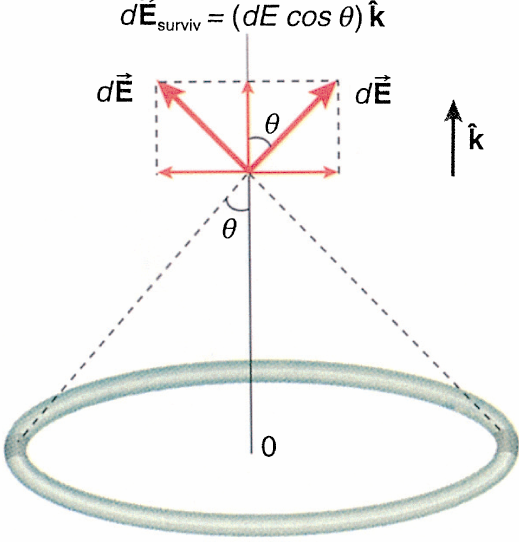 dE⃗surviv = (dE cos θ) k̂
dE⃗
dE⃗
θ
k̂
θ
0